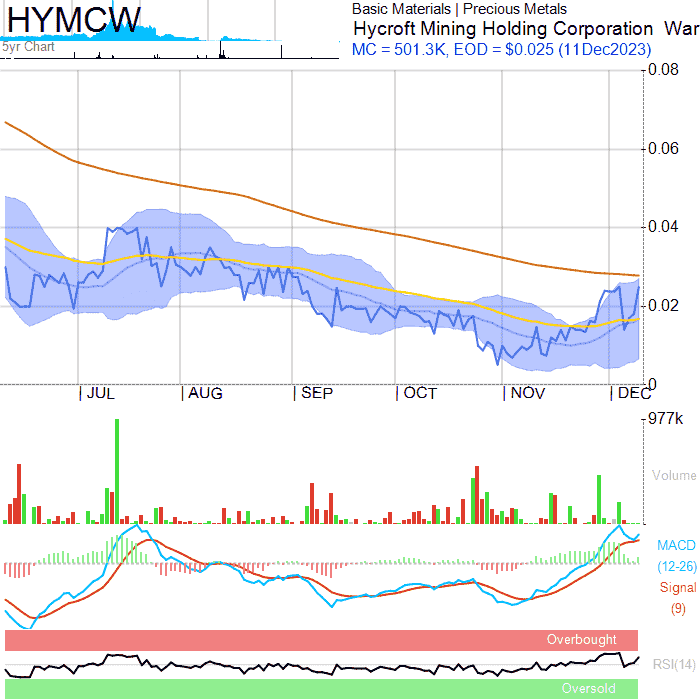 HYMCW
5yr Chart
Basic Materials | Precious Metals
Hycroft Mining Holding Corporation War
MC = 501.3K, EOD = $0.025 (11Dec2023)
0.08
0.06
0.04
0.02
0
JUL AUG SEP OCT NOV DEC
977k
Volume
MACD
(12-26)
Signal
(9)
Overbought
RSI(14)
Oversold